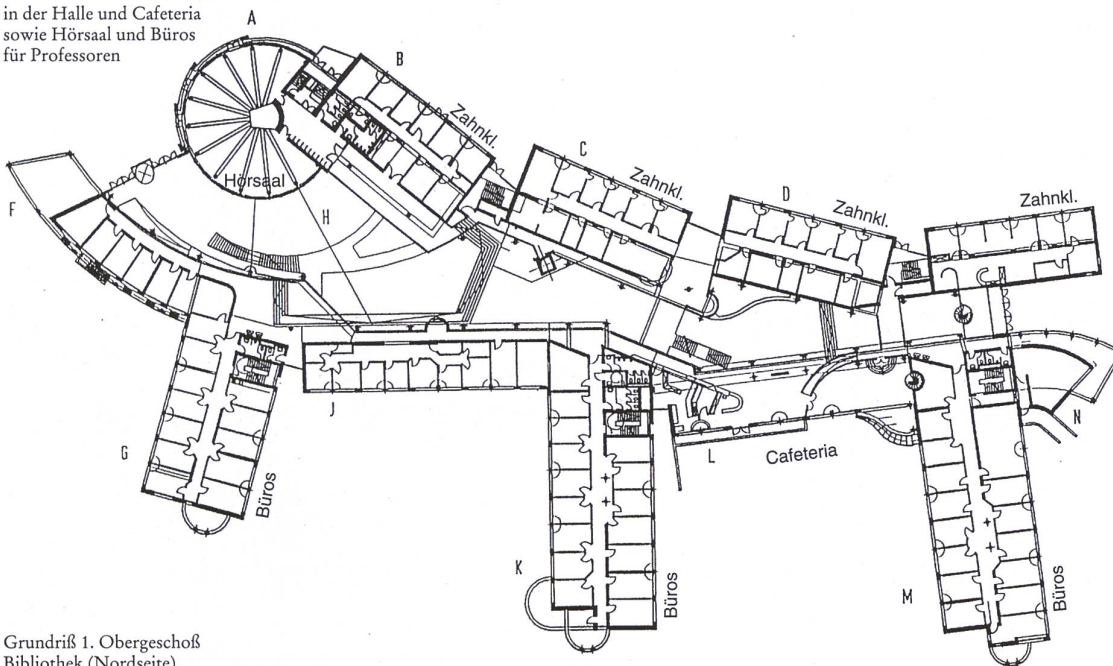 in der Halle und Cafeteria
sowie Hörsaal und Büros
für Professoren
A
B
Zahnkl.
C
Zahnkl.
D
Zahnkl.
Zahnkl.
Hörsaal
F
H
J
G
Büros
K
Büros
L
Cafeteria
N
M
Büros
Grundriß 1. Obergeschoß
Bibliothek (Nordseite)